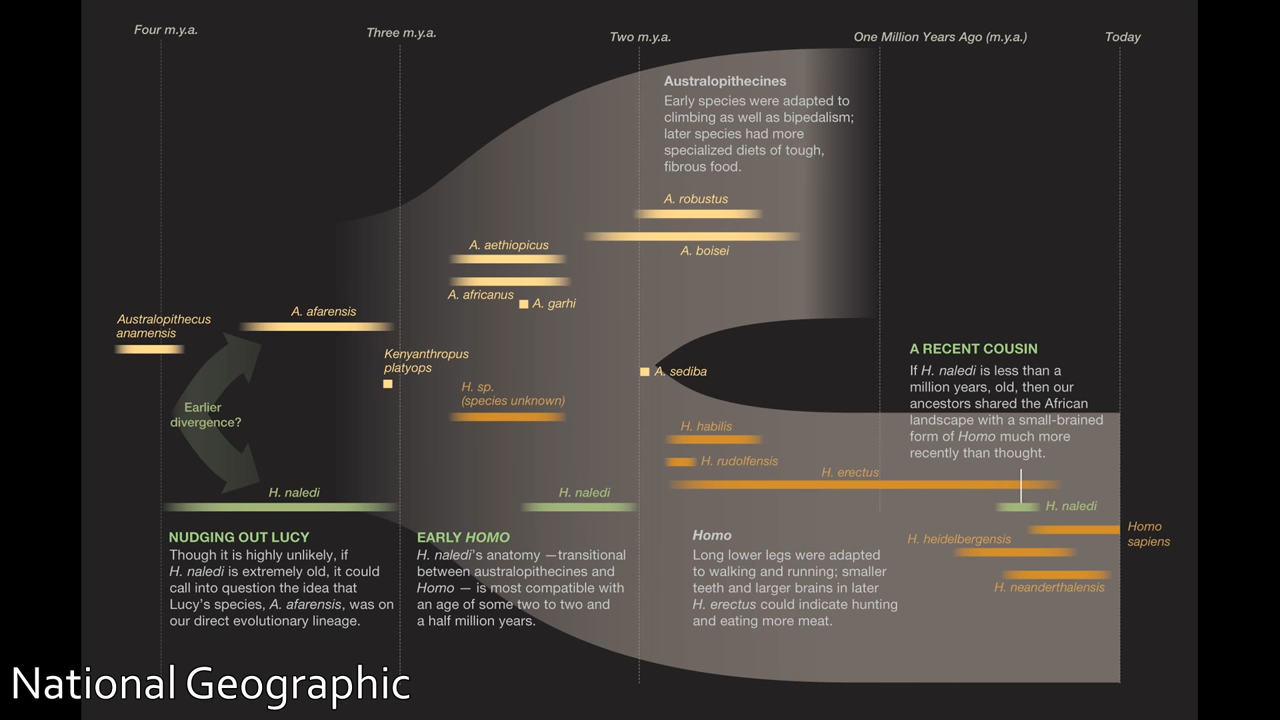 Four m.y.a.
Three m.y.a.
Two m.y.a.
One Million Years Ago (m.y.a.)
Today
Australopithecines
Early species were adapted to
climbing as well as bipedalism;
later species had more
specialized diets of tough,
fibrous food.
A. robustus
A. boisei
A. aethiopicus
A. africanus
A. garhi
A. afarensis
Australopithecus
anamensis
Kenyanthropus
platyops
A. sediba
H. sp.
(species unknown)
Earlier
divergence?
H. habilis
H. rudolfensis
H. erectus
A RECENT COUSIN
If H. naledi is less than a
million years, old, then our
ancestors shared the African
landscape with a small-brained
form of Homo much more
recently than thought.
H. naledi
H. naledi
H. naledi
Homo
sapiens
H. heidelbergensis
H. neanderthalensis
NUDGING OUT LUCY
Though it is highly unlikely, if
H. naledi is extremely old, it could
call into question the idea that
Lucy's species, A. afarensis, was on
our direct evolutionary lineage.
EARLY HOMO
H. naledi's anatomy —transitional
between australopithecines and
Homo — is most compatible with
an age of some two to two and
a half million years.
Homo
Long lower legs were adapted
to walking and running; smaller
teeth and larger brains in later
H. erectus could indicate hunting
and eating more meat.
National Geographic